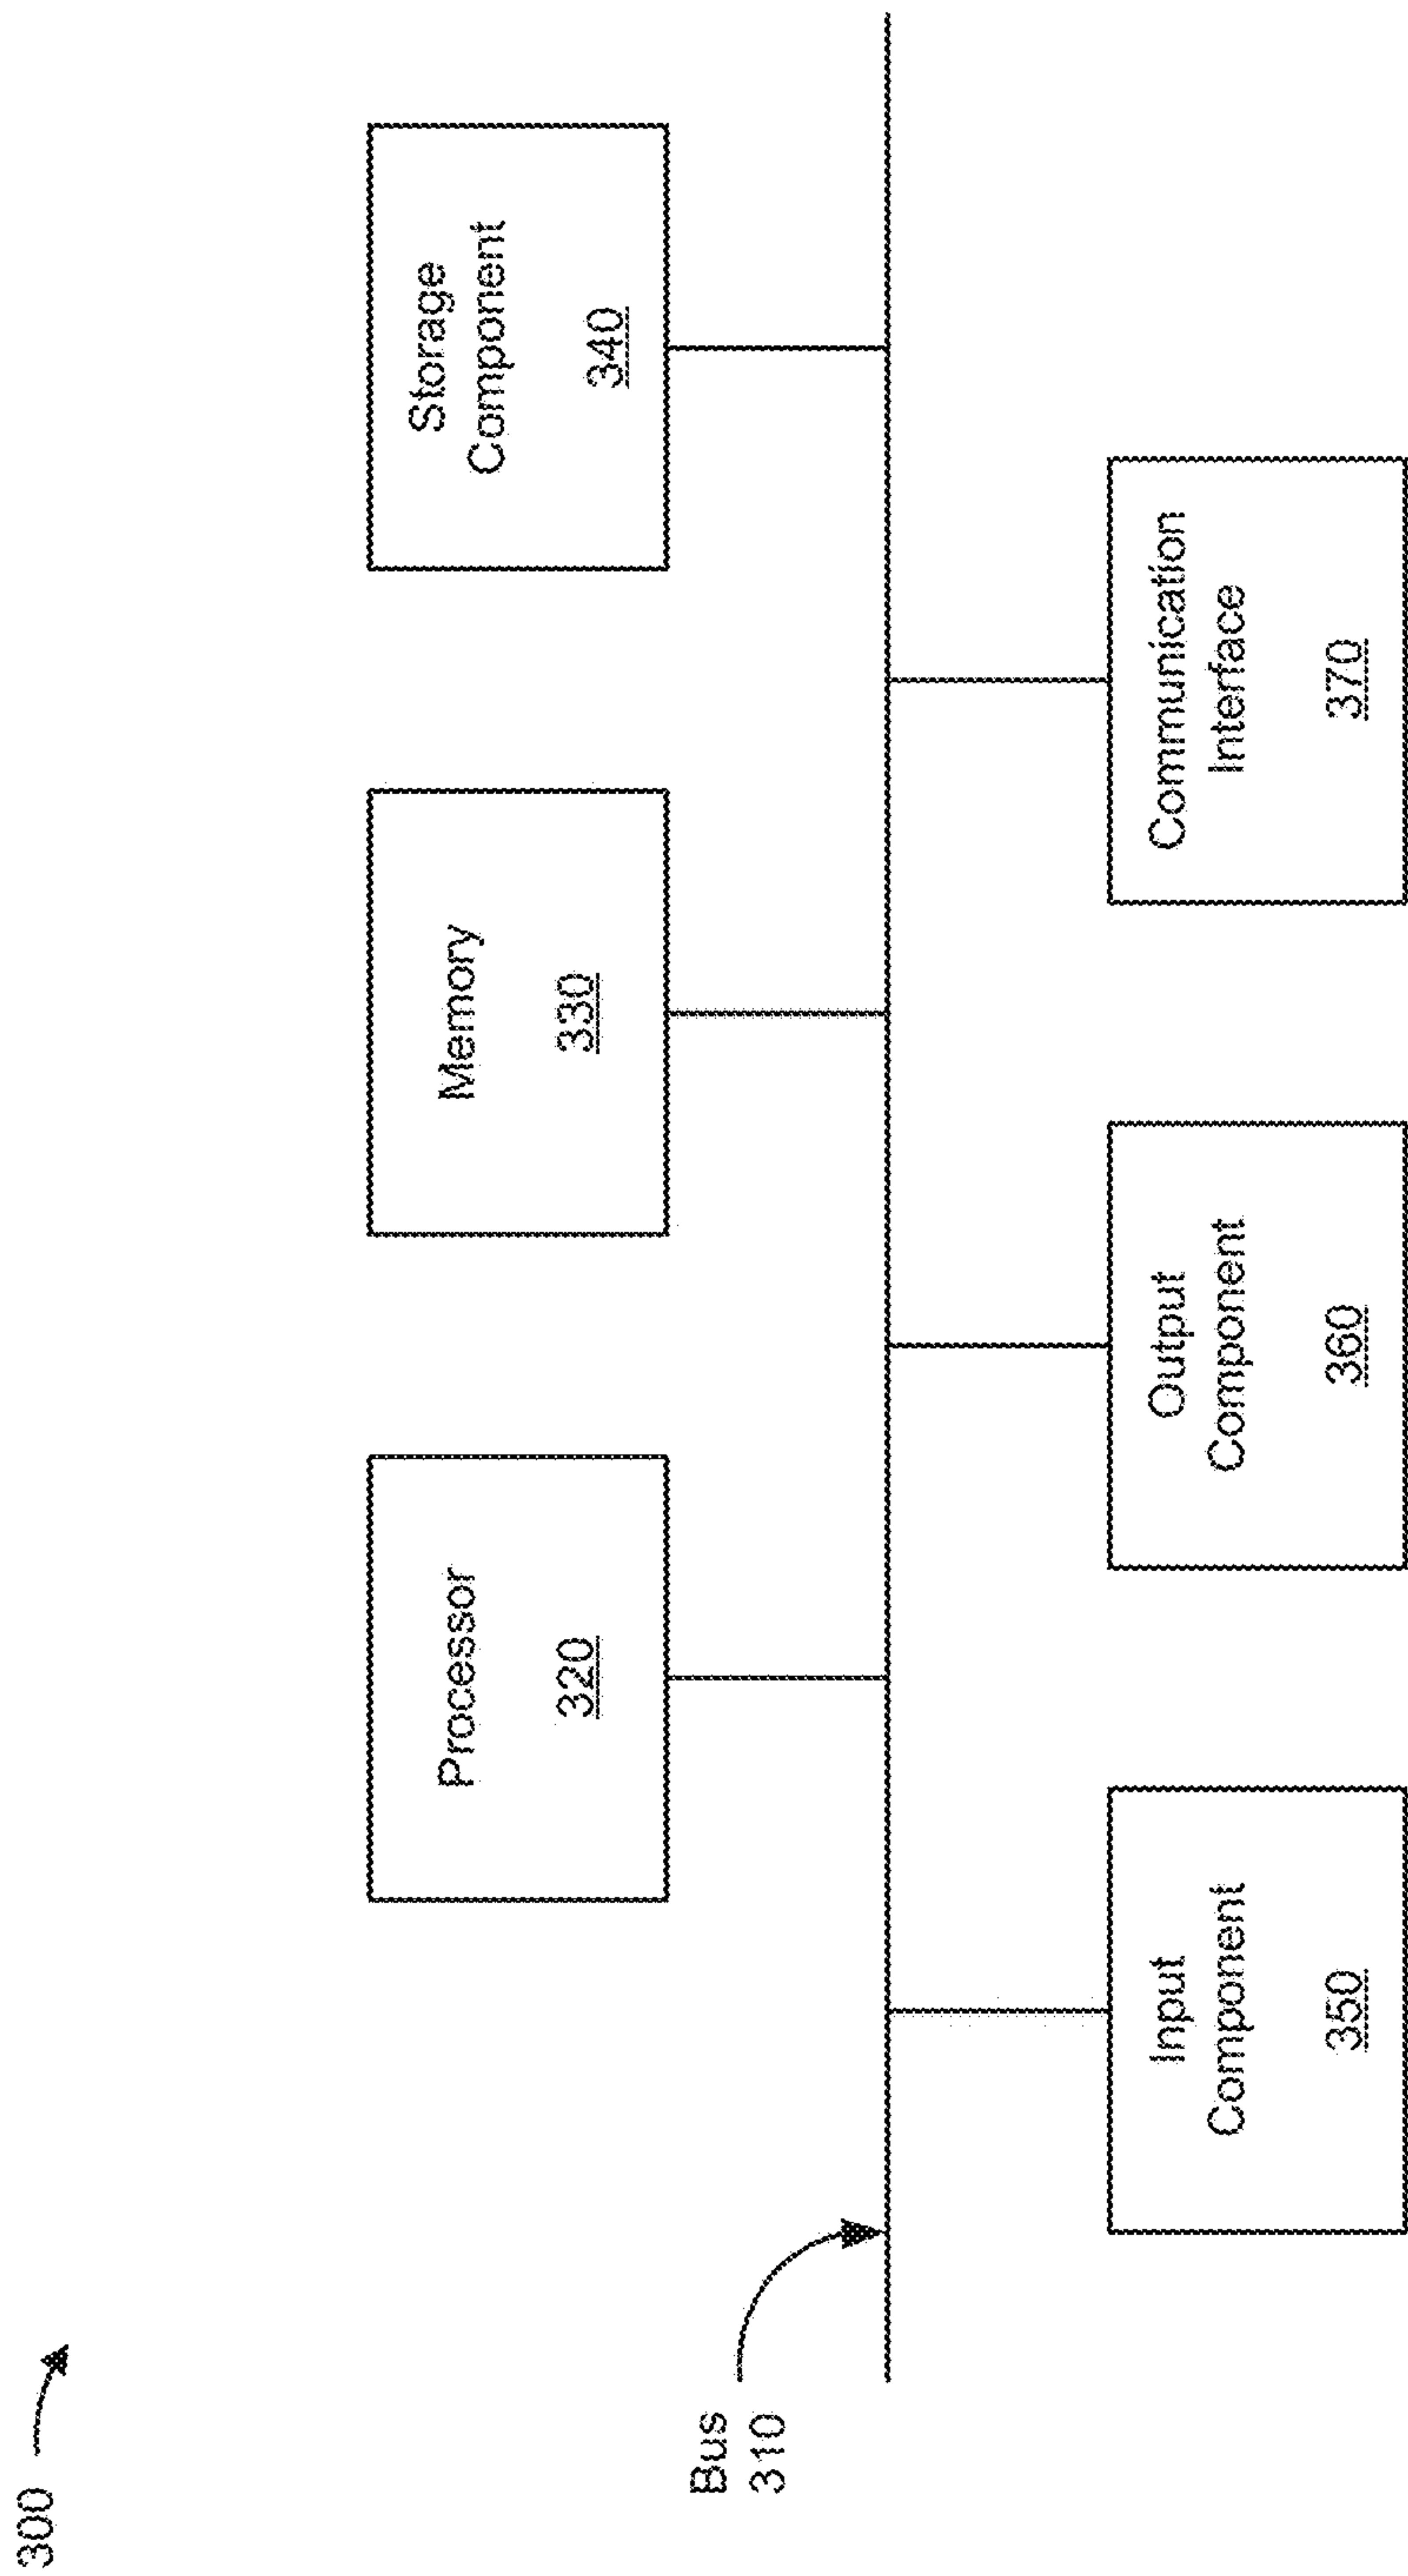 300
Processor
320
Memory
330
Storage
Component
340
Bus
310
Input
Component
350
Output
Component
360
Communication
Interface
370